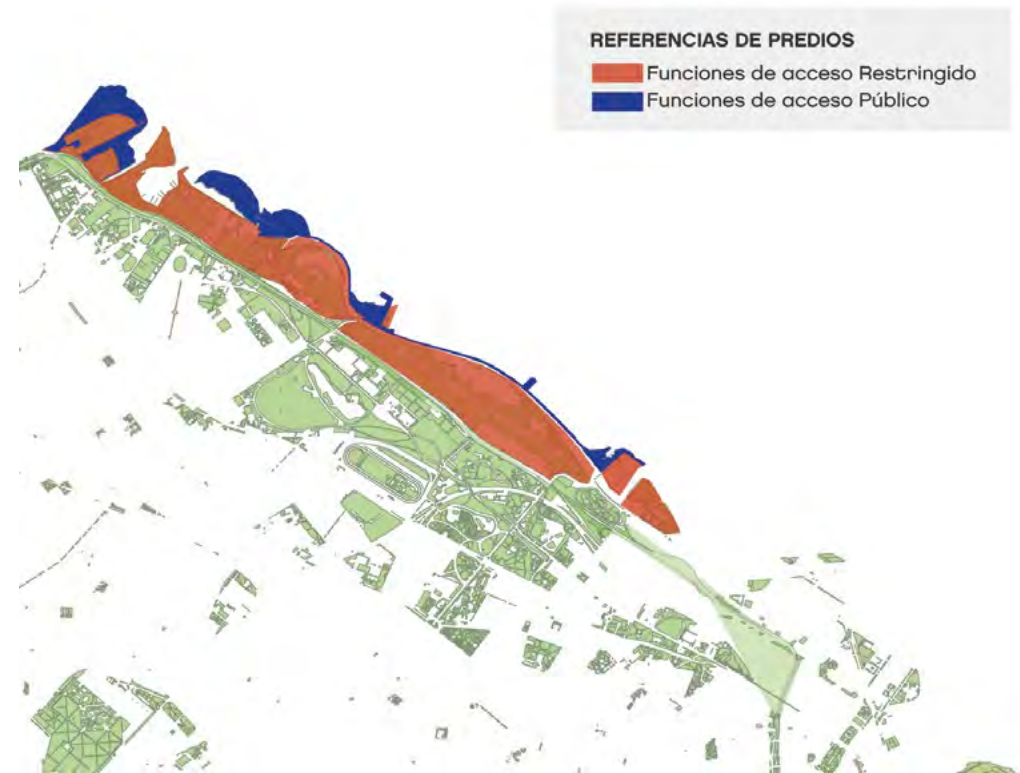 REFERENCIAS DE PREDIOS
Funciones de acceso Restringido
Funciones de acceso Público